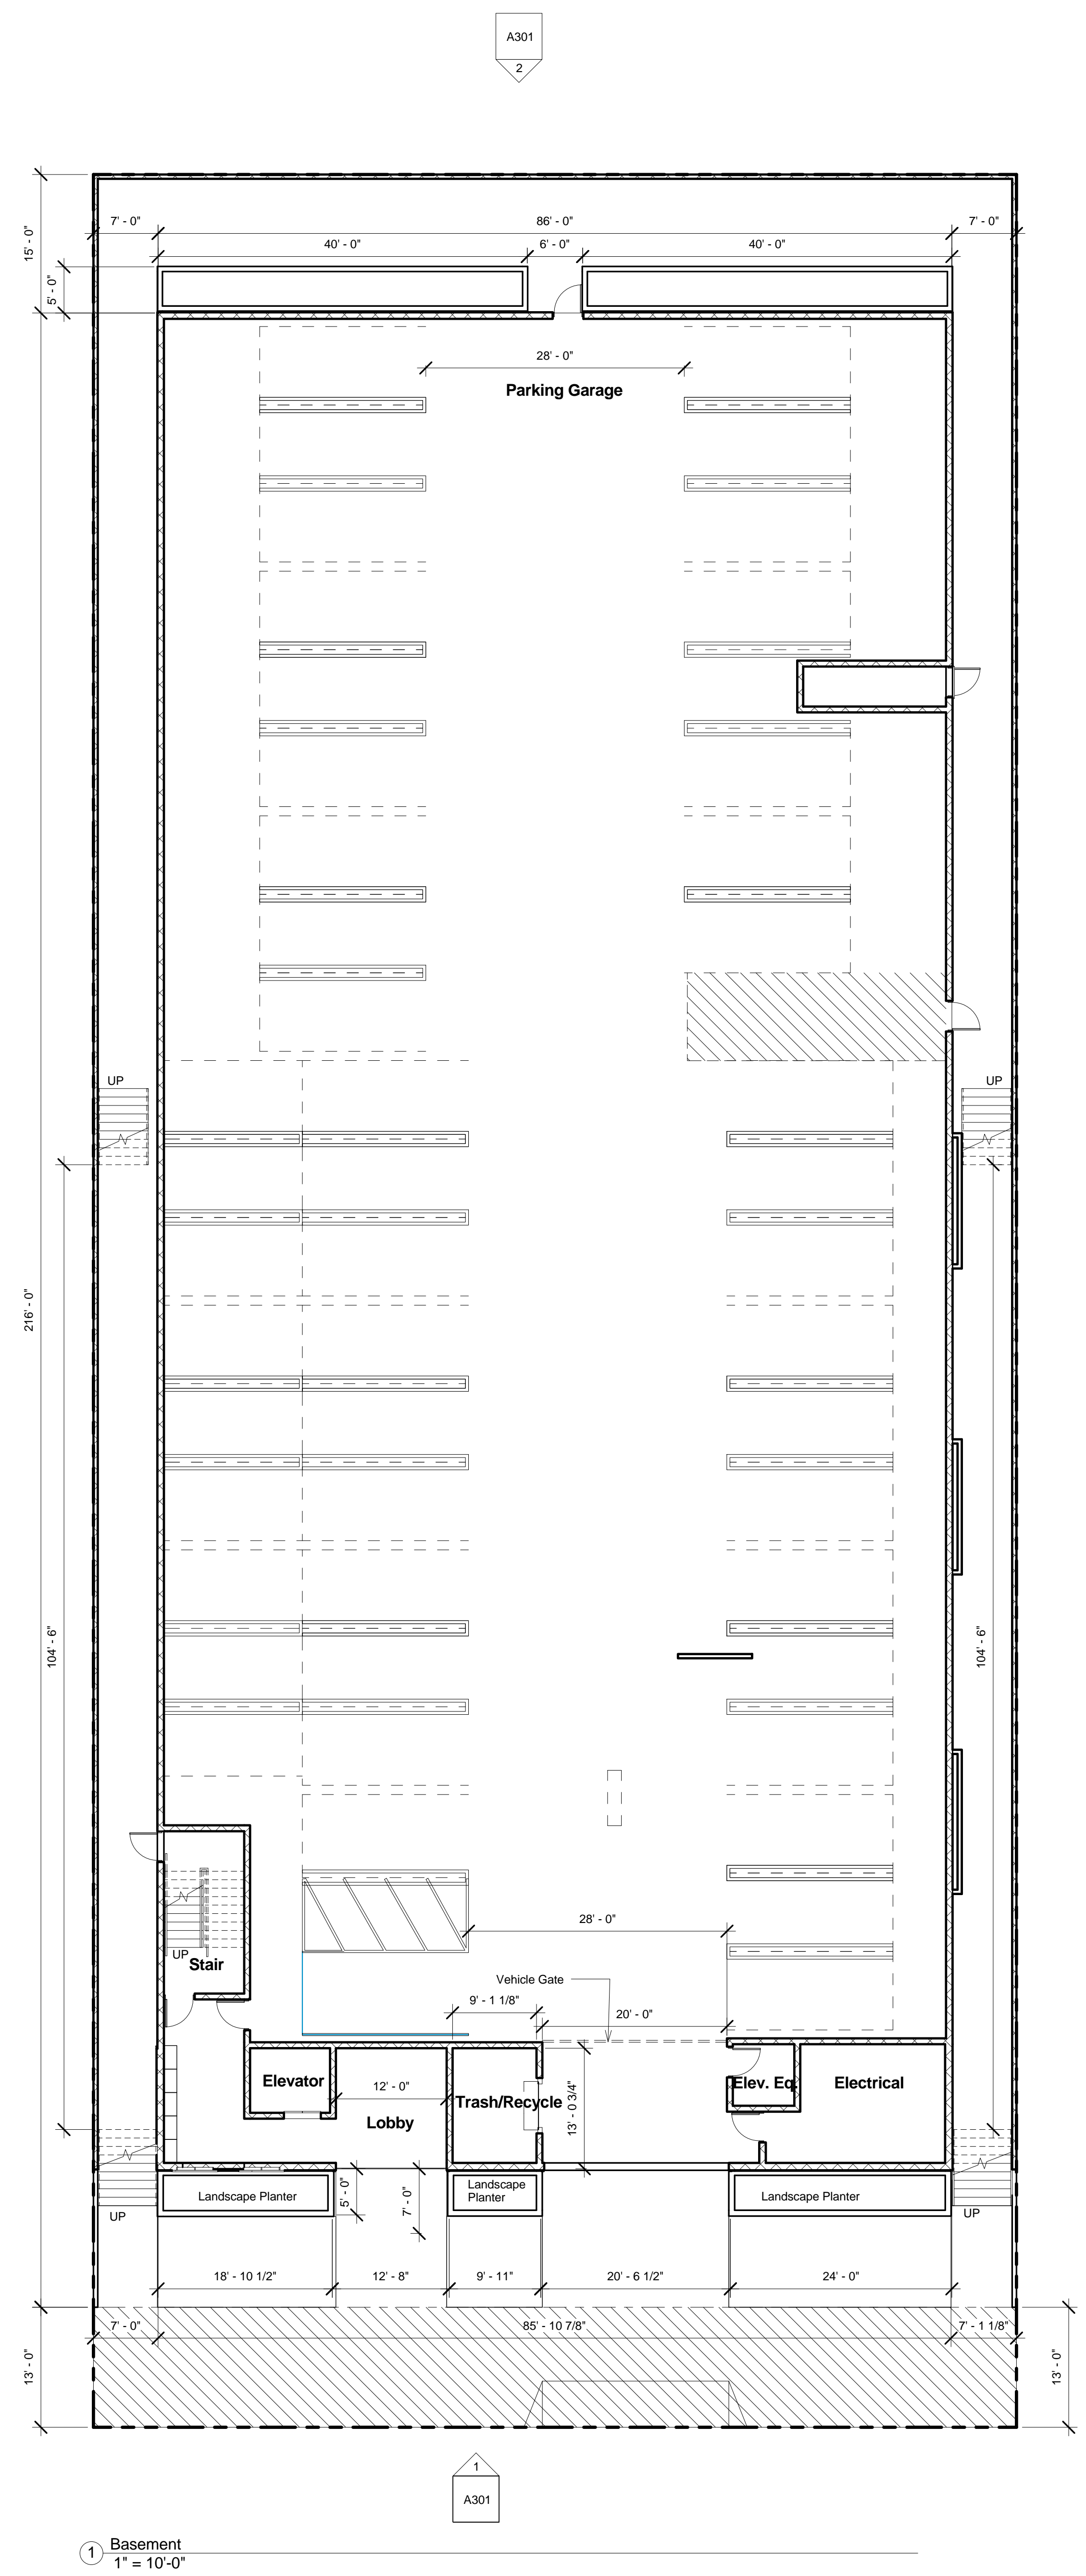 A301
2
7' - 0"
86' - 0"
7' - 0"
40' - 0"
6' - 0"
40' - 0"
15' - 0"
5' - 0"
28' - 0"
Parking Garage
UP
UP
216' - 0"
104' - 6"
104' - 6"
UP
Stair
28' - 0"
Vehicle Gate
9' - 1 1/8"
20' - 0"
Elevator
12' - 0"
Lobby
Trash/Recycle
13' - 0 3/4"
Elev. Eq.
Electrical
Landscape Planter
5' - 0"
7' - 0"
Landscape
Planter
Landscape Planter
UP
UP
18' - 10 1/2"
12' - 8"
9' - 11"
20' - 6 1/2"
24' - 0"
7' - 0"
85' - 10 7/8"
7' - 1 1/8"
13' - 0"
13' - 0"
1
A301
1
Basement
1" = 10'-0"